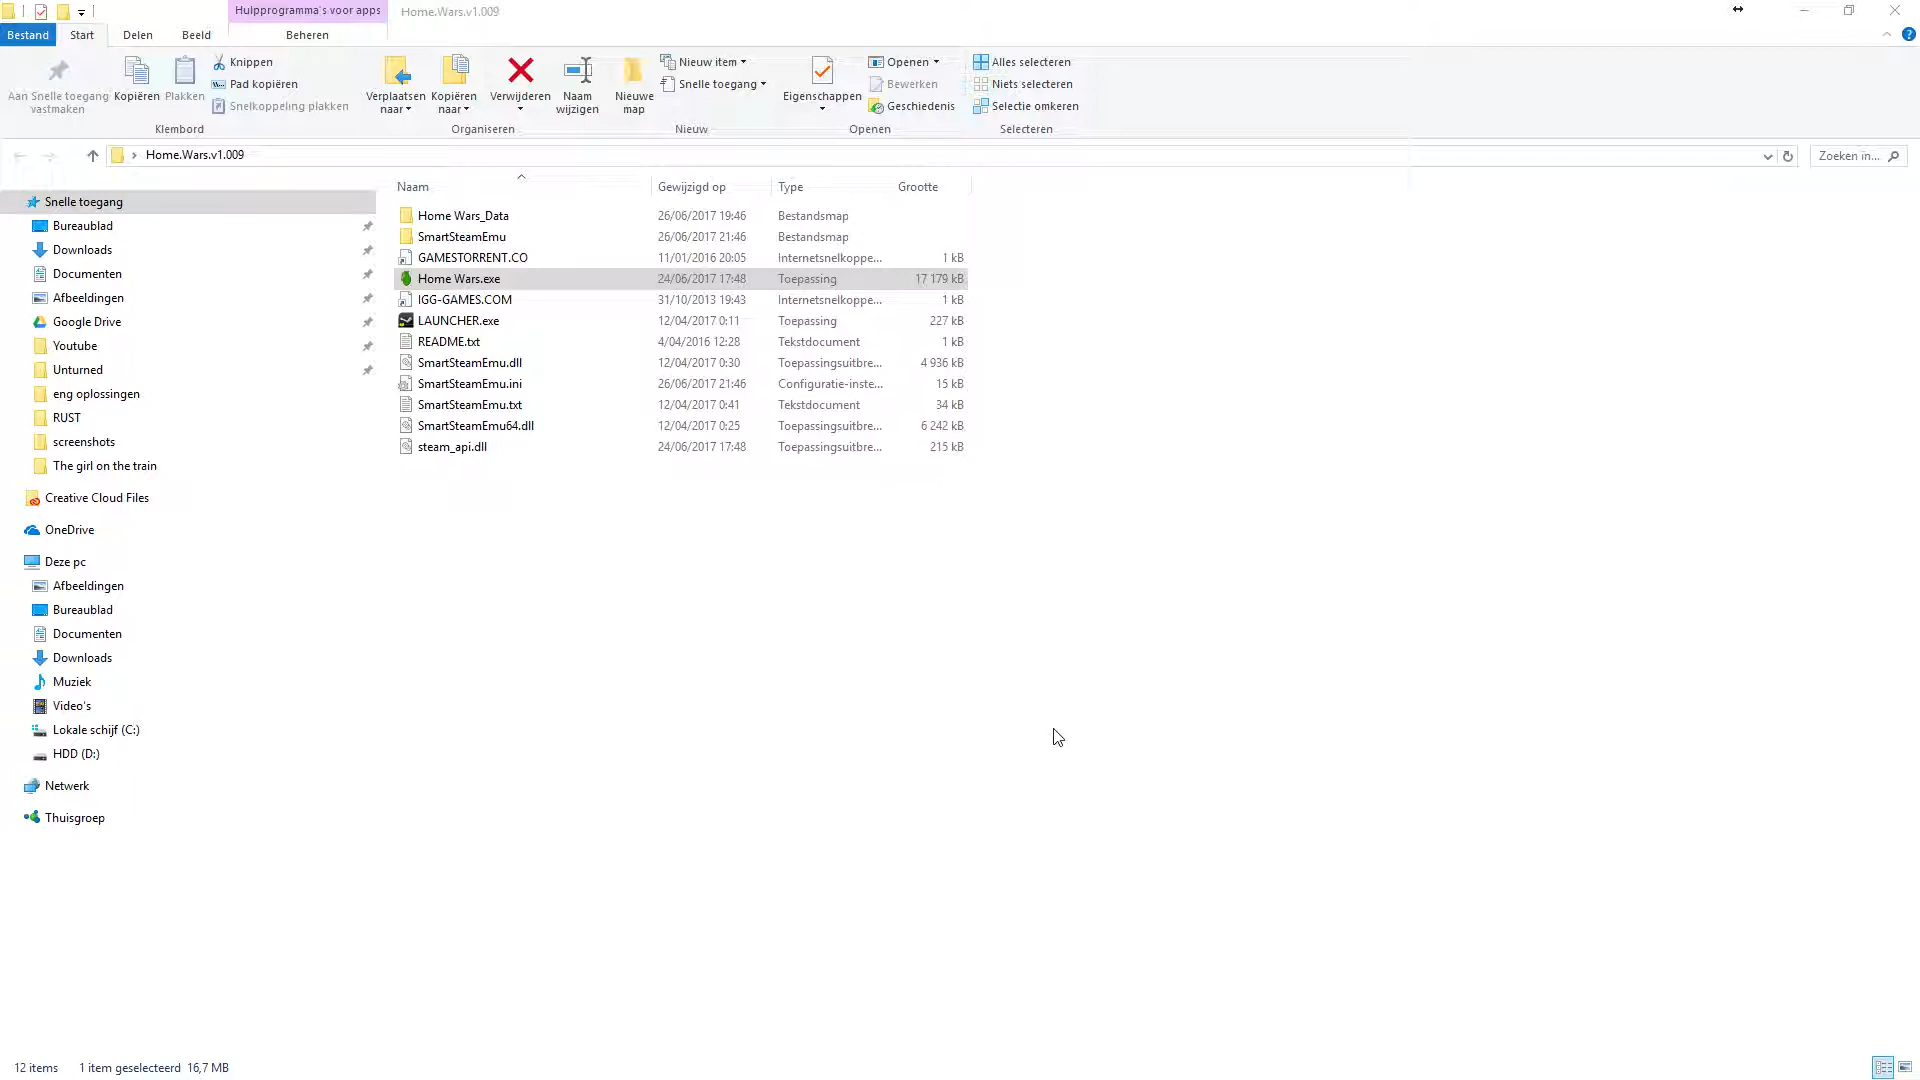 Hulpprogramma's voor apps
Home.Wars.v1.009
Bestand
Start
Delen
Beeld
Beheren
Aan Snelle toegang
vastmaken
Kopiëren
Plakken
Knippen
Pad kopiëren
Snelkoppeling plakken
Klembord
Verplaatsen
naar
Kopiëren
naar
Verwijderen
Naam
wijzigen
Organiseren
Nieuwe
map
Nieuw item
Snelle toegang
Nieuw
Eigenschappen
Openen
Bewerken
Geschiedenis
Openen
Alles selecteren
Niets selecteren
Selectie omkeren
Selecteren
Home.Wars.v1.009
Zoeken in...
Snelle toegang
Bureaublad
Downloads
Documenten
Afbeeldingen
Google Drive
Youtube
Unturned
eng oplossingen
RUST
screenshots
The girl on the train
Creative Cloud Files
OneDrive
Deze pc
Afbeeldingen
Bureaublad
Documenten
Downloads
Muziek
Video's
Lokale schijf (C:)
HDD (D:)
Netwerk
Thuisgroep
Naam Gewijzigd op Type Grootte
Home Wars_Data 26/06/2017 19:46 Bestandsmap
SmartSteamEmu 26/06/2017 21:46 Bestandsmap
GAMESTORRENT.CO 11/01/2016 20:05 Internetsnelkoppe... 1 kB
Home Wars.exe 24/06/2017 17:48 Toepassing 17 179 kB
IGG-GAMES.COM 31/10/2013 19:43 Internetsnelkoppe... 1 kB
LAUNCHER.exe 12/04/2017 0:11 Toepassing 227 kB
README.txt 4/04/2016 12:28 Tekstdocument 1 kB
SmartSteamEmu.dll 12/04/2017 0:30 Toepassingsuitbre... 4 936 kB
SmartSteamEmu.ini 26/06/2017 21:46 Configuratie-inste... 15 kB
SmartSteamEmu.txt 12/04/2017 0:41 Tekstdocument 34 kB
SmartSteamEmu64.dll 12/04/2017 0:25 Toepassingsuitbre... 6 242 kB
steam_api.dll 24/06/2017 17:48 Toepassingsuitbre... 215 kB
12 items 1 item geselecteerd 16,7 MB